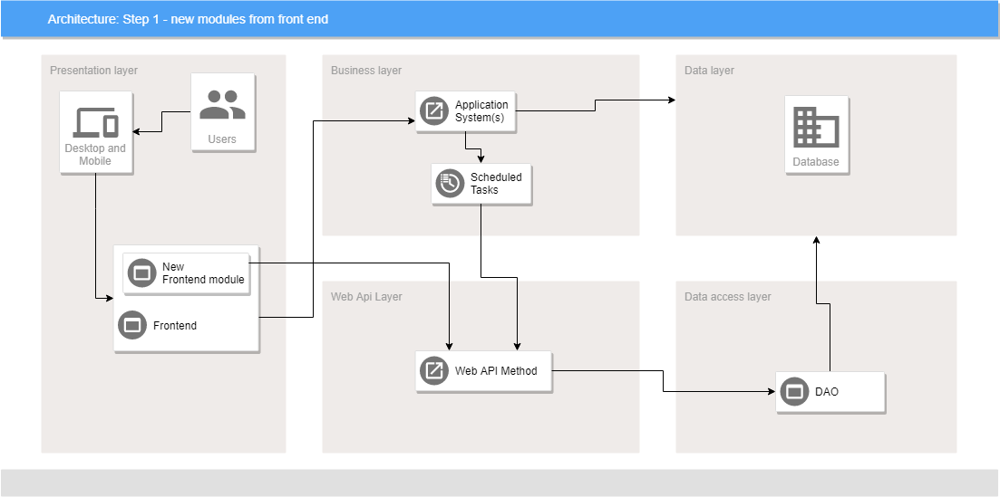 Architecture: Step 1 - new modules from front end
Presentation layer
Users
Desktop and
Mobile
New
Frontend module
Frontend
Business layer
Application
System(s)
Scheduled
Tasks
Web Api Layer
Web API Method
Data layer
Database
Data access layer
DAO